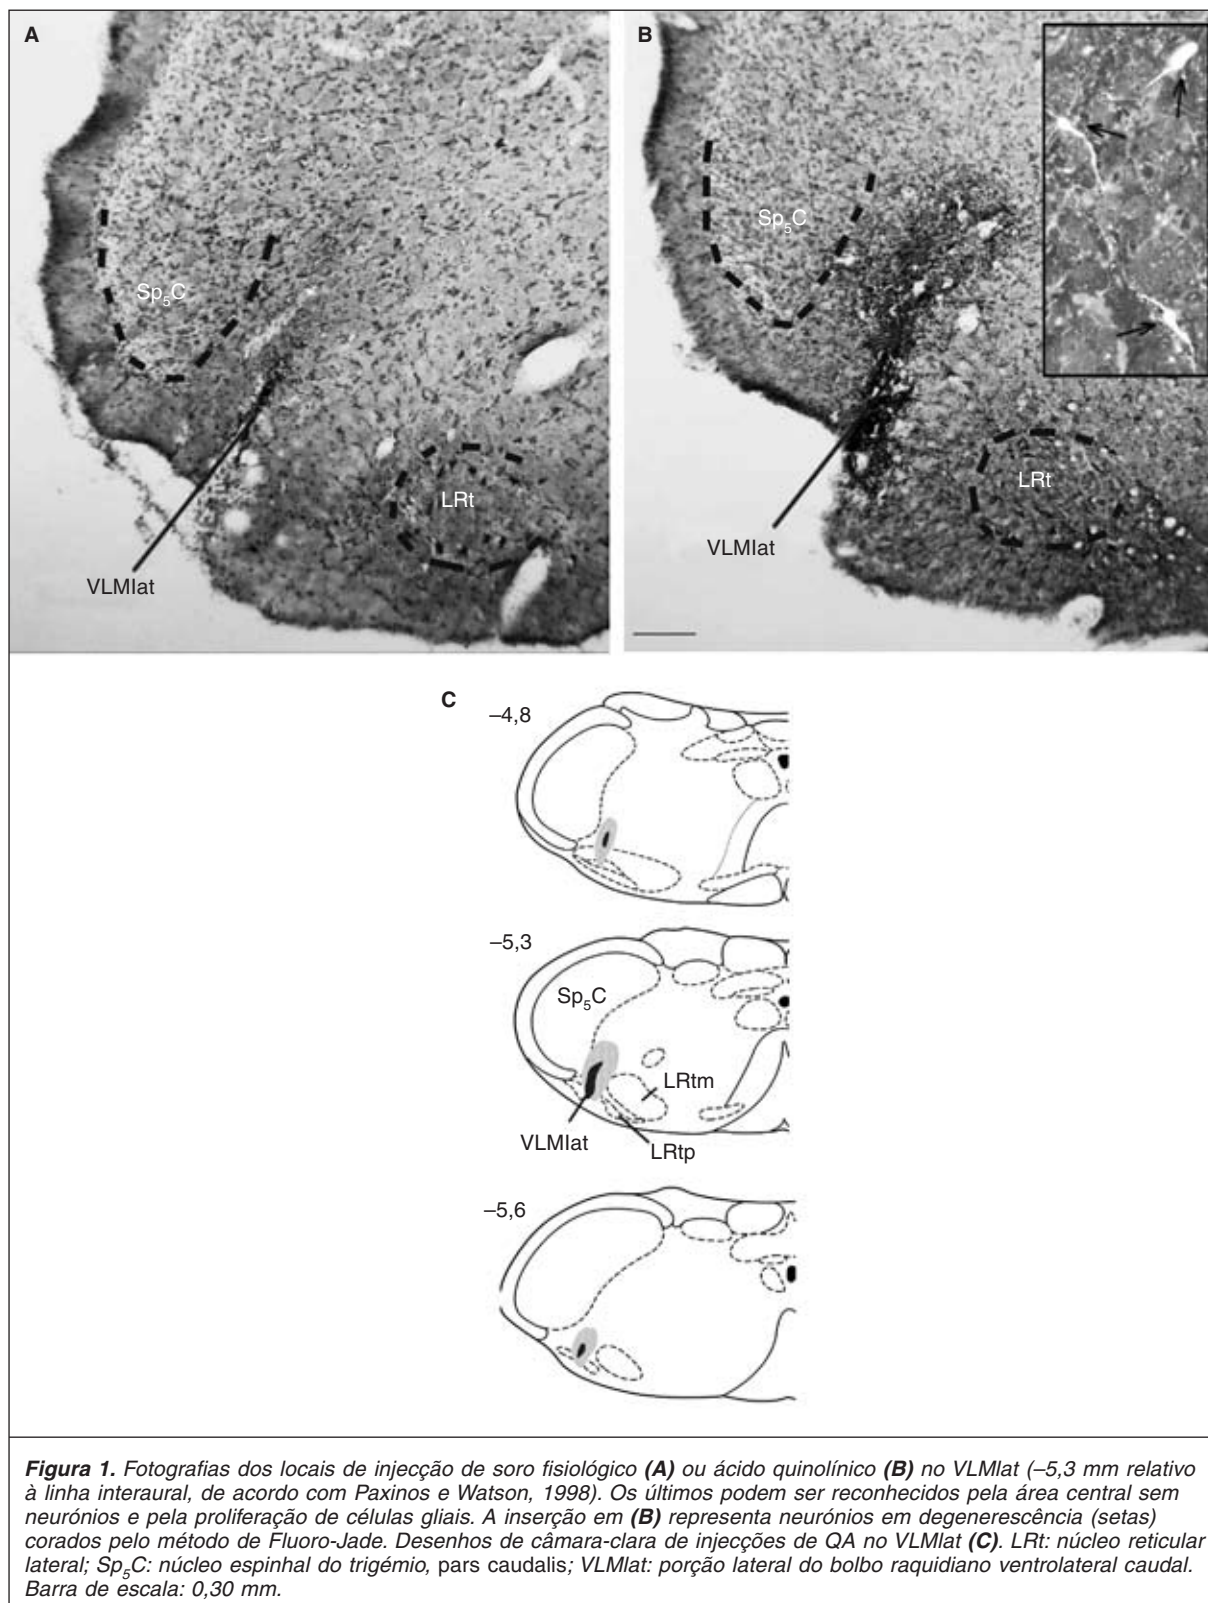 A
B
Sp5C
Sp5C
LRt
LRt
VLMlat
VLMlat
C
–4,8
–5,3
Sp5C
LRtm
VLMlat
LRtp
–5,6
Figura 1. Fotografias dos locais de injecção de soro fisiológico (A) ou ácido quinolínico (B) no VLMlat (–5,3 mm relativo
à linha interaural, de acordo com Paxinos e Watson, 1998). Os últimos podem ser reconhecidos pela área central sem
neurónios e pela proliferação de células gliais. A inserção em (B) representa neurónios em degenerescência (setas)
corados pelo método de Fluoro-Jade. Desenhos de câmara-clara de injecções de QA no VLMlat (C). LRt: núcleo reticular
lateral; Sp5C: núcleo espinhal do trigémio, pars caudalis; VLMlat: porção lateral do bolbo raquidiano ventrolateral caudal.
Barra de escala: 0,30 mm.